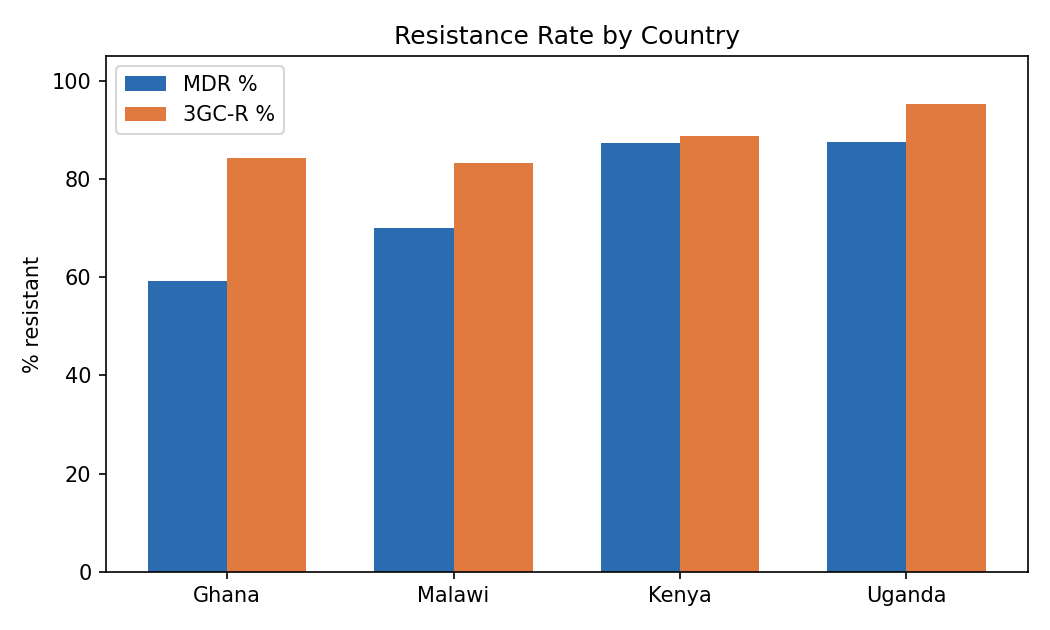 Resistance Rate by Country
MDR %
3GC-R %
% resistant
100
80
60
40
20
0
Ghana Malawi Kenya Uganda